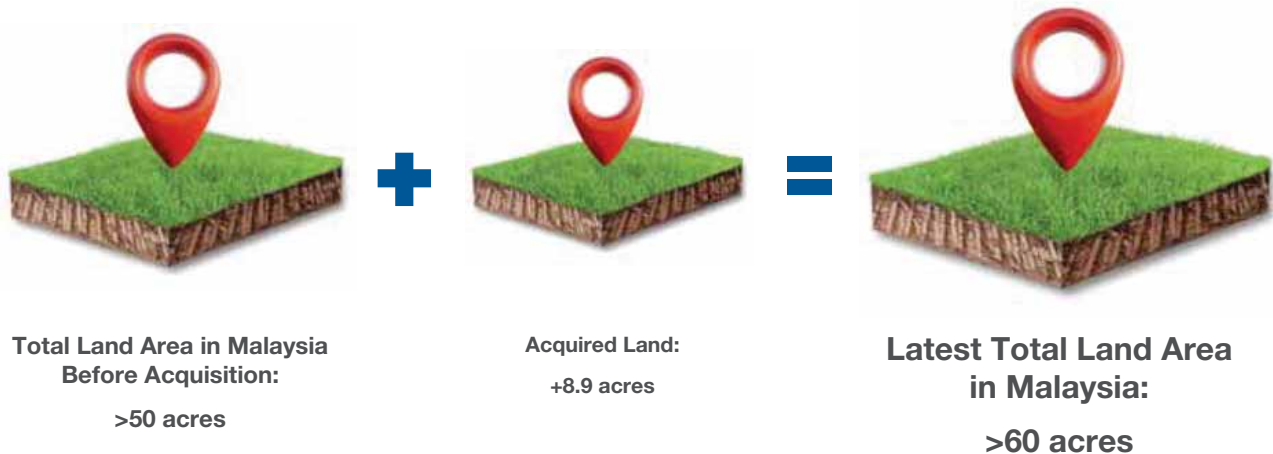 Total Land Area in Malaysia
Before Acquisition:
>50 acres
Acquired Land:
+8.9 acres
Latest Total Land Area
in Malaysia:
>60 acres